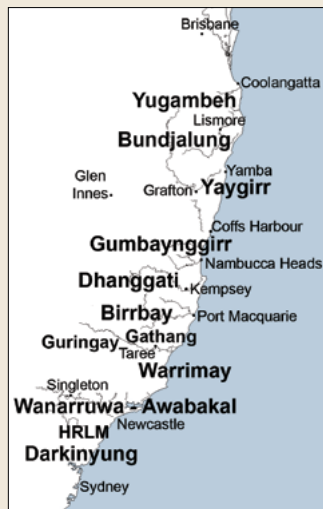 Brisbane
Coolangatta
Yugambeh
Lismore
Bundjalung
Yamba
Glen
Innes
Grafton
Yaygirr
Coffs Harbour
Gumbaynggirr
Nambucca Heads
Dhanggati
Kempsey
Birrbay
Port Macquarie
Gathang
Guringay
Taree
Warrimay
Singleton
Wanarruwa - Awabakal
Newcastle
HRLM
Darkinyung
Sydney